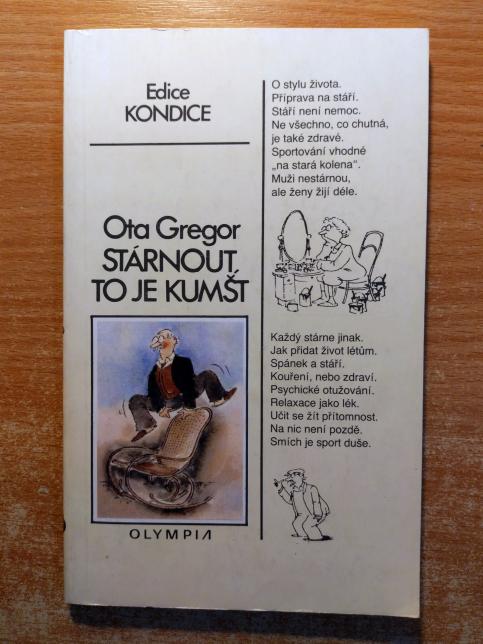 Edice
KONDICE
Ota Gregor
STÁRNOUT,
TO JE KUMŠT
OLYMPIA
O stylu života.
Příprava na stáří.
Stáří není nemoc.
Ne všechno, co chutná,
je také zdravé.
Sportování vhodné
„na stará kolena“.
Muži nestárnou,
ale ženy žijí déle.
Každý stárne jinak.
Jak přidat život létům.
Spánek a stáří.
Kouření, nebo zdraví.
Psychické otužování.
Relaxace jako lék.
Učit se žít přítomnost.
Na nic není pozdě.
Smích je sport duše.